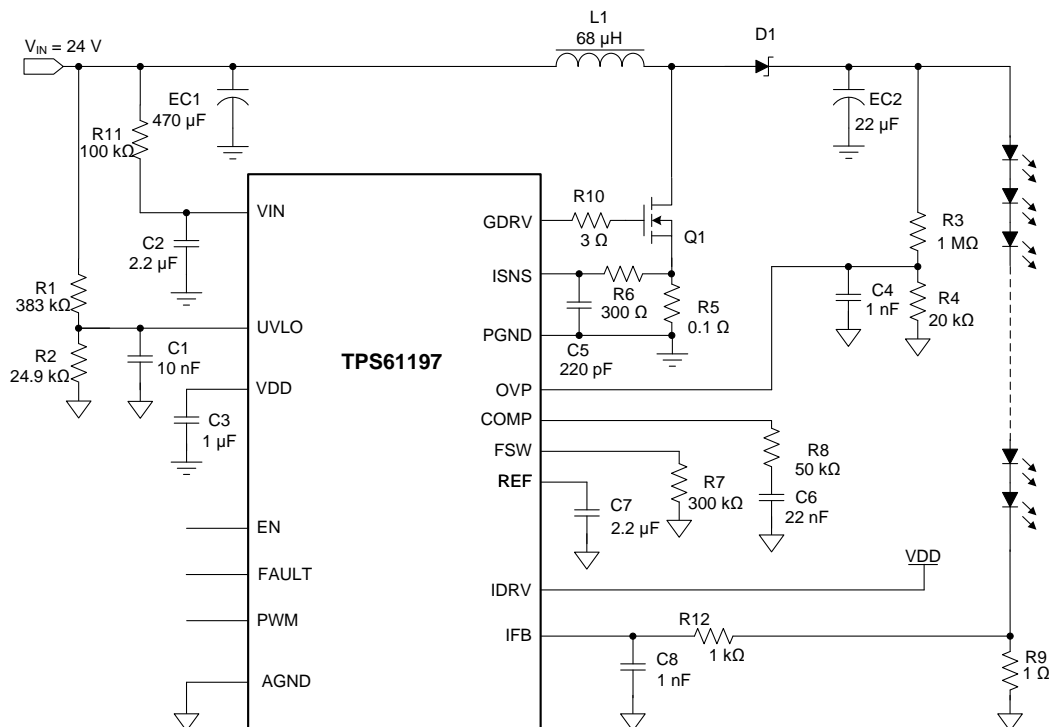 L1
68 µH
D1
VIN = 24 V
EC1
470 µF
EC2
22 µF
R11
100 kΩ
R10
3 Ω
VIN
GDRV
Q1
R3
1 MΩ
C2
2.2 µF
ISNS
R6
300 Ω
R5
0.1 Ω
C4
1 nF
R4
20 kΩ
R1
383 kΩ
UVLO
PGND
C5
220 pF
R2
24.9 kΩ
C1
10 nF
TPS61197
VDD
OVP
COMP
C3
1 µF
FSW
R8
50 kΩ
REF
R7
300 kΩ
C6
22 nF
C7
2.2 µF
EN
VDD
FAULT
IDRV
PWM
IFB
R12
1 kΩ
C8
1 nF
R9
1 Ω
AGND